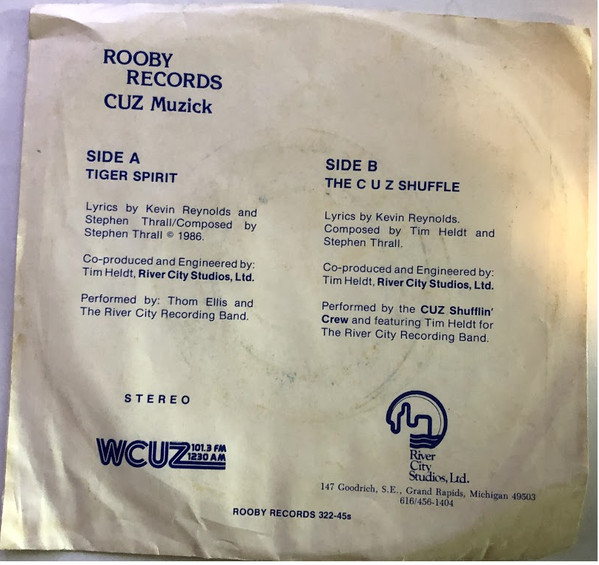 ROOBY
RECORDS
CUZ Muzick
SIDE A
TIGER SPIRIT
Lyrics by Kevin Reynolds and
Stephen Thrall/Composed by
Stephen Thrall © 1986.
Co-produced and Engineered by:
Tim Heldt, River City Studios, Ltd.
Performed by: Thom Ellis and
The River City Recording Band.
SIDE B
THE C U Z SHUFFLE
Lyrics by Kevin Reynolds.
Composed by Tim Heldt and
Stephen Thrall.
Co-produced and Engineered by:
Tim Heldt, River City Studios, Ltd.
Performed by the CUZ Shufflin'
Crew and featuring Tim Heldt for
The River City Recording Band.
STEREO
WCUZ 101.3 FM
1230 AM
River
City
Studios, Ltd.
147 Goodrich, S.E., Grand Rapids, Michigan 49503
616/456-1404
ROOBY RECORDS 322-45s